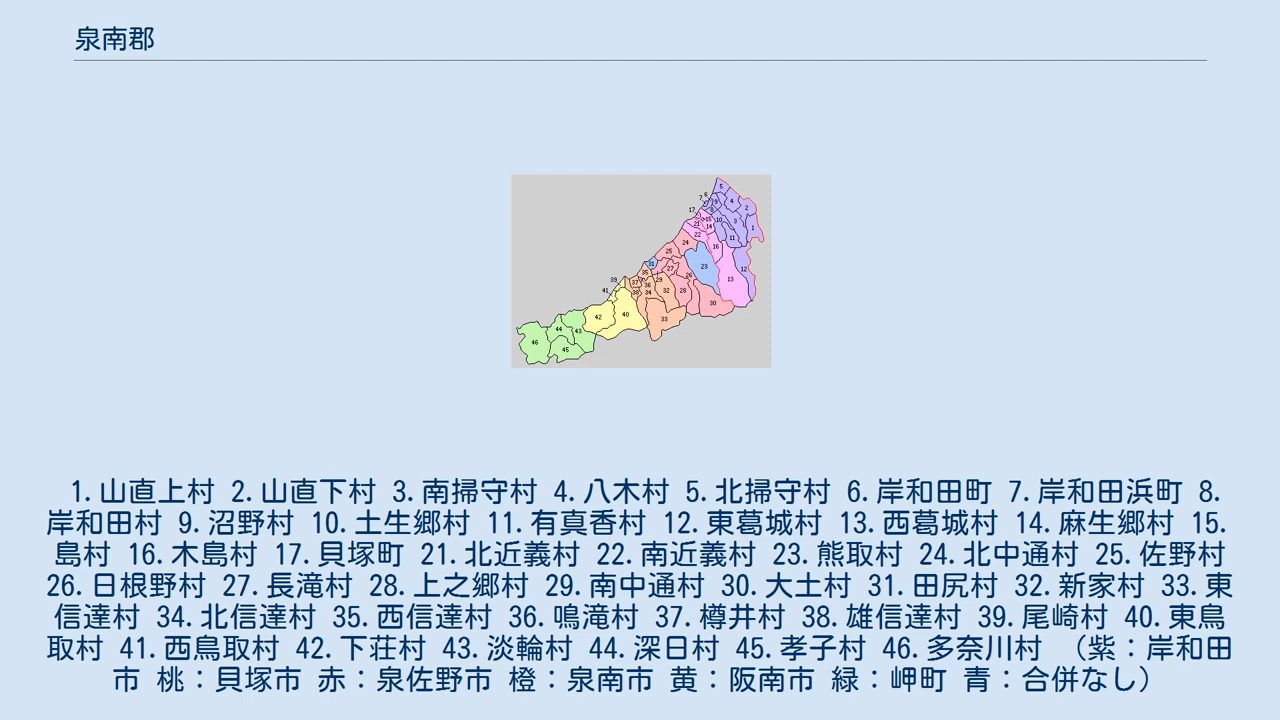 泉南郡
1.山直上村 2.山直下村 3.南掃守村 4.八木村 5.北掃守村 6.岸和田町 7.岸和田浜町 8.
岸和田村 9.沼野村 10.土生郷村 11.有真香村 12.東葛城村 13.西葛城村 14.麻生郷村 15.
島村 16.木島村 17.貝塚町 21.北近義村 22.南近義村 23.熊取村 24.北中通村 25.佐野村
26.日根野村 27.長滝村 28.上之郷村 29.南中通村 30.大土村 31.田尻村 32.新家村 33.東
信達村 34.北信達村 35.西信達村 36.鳴滝村 37.樽井村 38.雄信達村 39.尾崎村 40.東鳥
取村 41.西鳥取村 42.下荘村 43.淡輪村 44.深日村 45.孝子村 46.多奈川村 （紫：岸和田
市 桃：貝塚市 赤：泉佐野市 橙：泉南市 黄：阪南市 緑：岬町 青：合併なし）